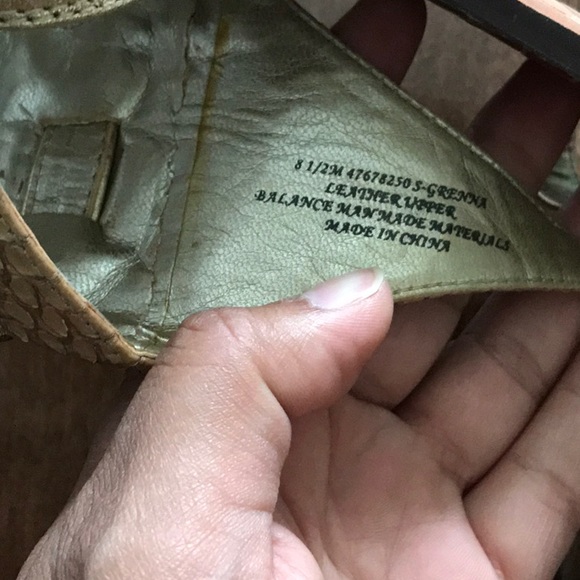 8 1/2M 47678250 S-GRENNA
LEATHER UPPER
BALANCE MAN MADE MATERIALS
MADE IN CHINA